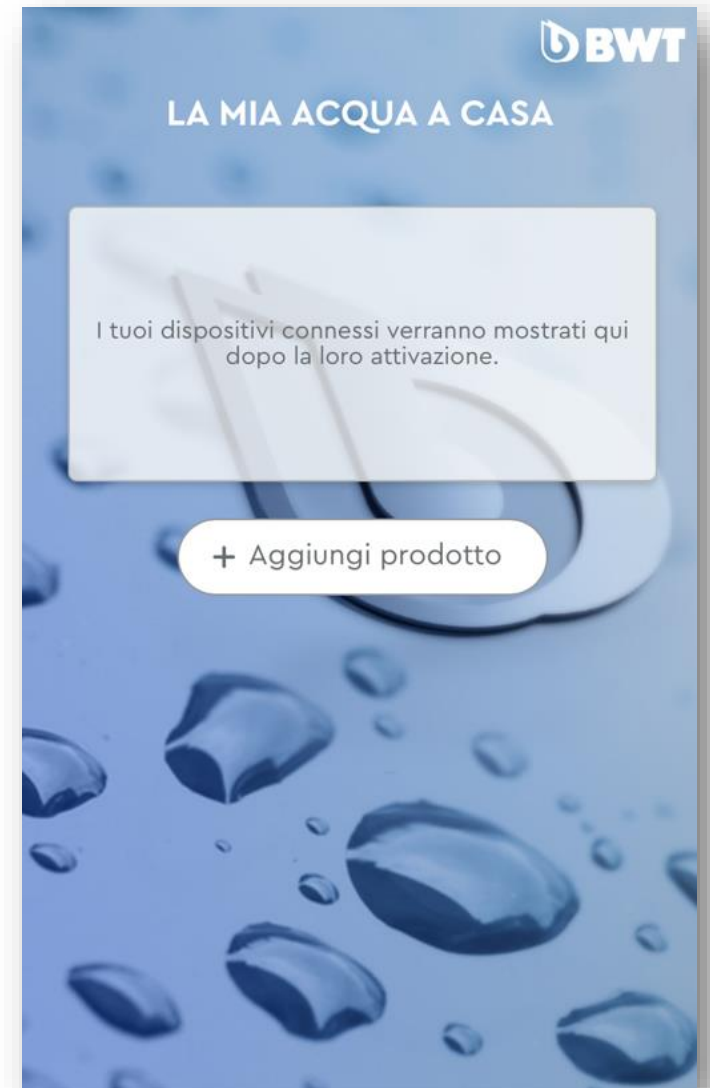 BWT
LA MIA ACQUA A CASA
I tuoi dispositivi connessi verranno mostrati qui
dopo la loro attivazione.
+ Aggiungi prodotto